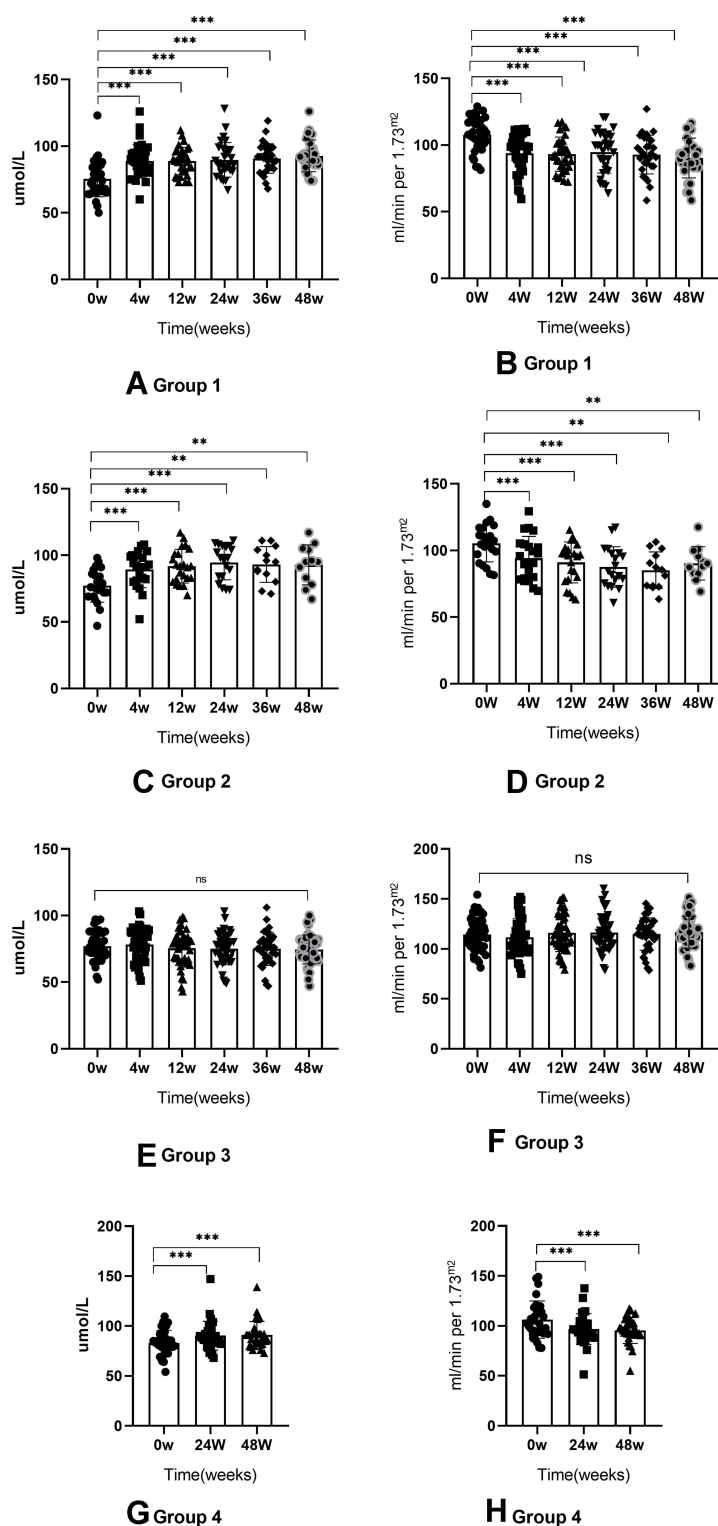 ***
***
***
***
***
150
100
50
0
umol/L
0w 4w 12w 24w 36w 48w
Time(weeks)
A Group 1
***
***
***
***
***
150
100
50
0
ml/min per 1.73m2
0W 4W 12W 24W 36W 48W
Time(weeks)
B Group 1
**
**
***
***
***
150
100
50
0
umol/L
0w 4w 12w 24w 36w 48w
Time(weeks)
C Group 2
**
**
***
***
***
150
100
50
0
ml/min per 1.73m2
0W 4W 12W 24W 36W 48W
Time(weeks)
D Group 2
ns
150
100
50
0
umol/L
0w 4w 12w 24w 36w 48w
Time(weeks)
E Group 3
ns
200
150
100
50
0
ml/min per 1.73m2
0W 4W 12W 24W 36W 48W
Time(weeks)
F Group 3
***
***
200
150
100
50
0
umol/L
0w 24W 48W
Time(weeks)
G Group 4
***
***
200
150
100
50
0
ml/min per 1.73m2
0w 24w 48w
Time(weeks)
H Group 4